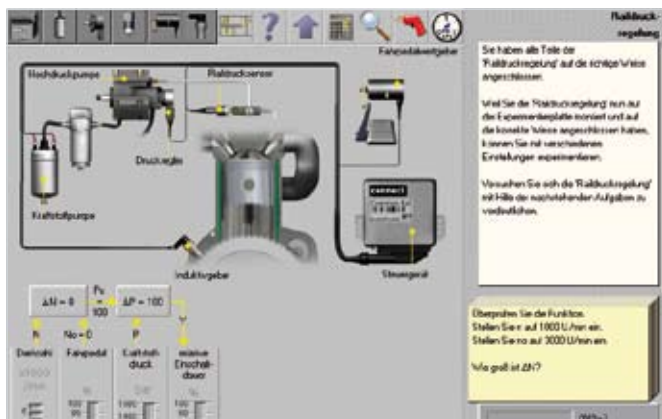 Raildruck-
regelung
Fahrpedalwertgeber
Hochdruckpumpe
Raildrucksensor
Druckregler
Kraftstoffpumpe
Induktivgeber
Steuergerät
Sie haben alle Teile der
'Raildruckregelung' auf die richtige Weise
angeschlossen.
Weil Sie die 'Raildruckregelung' nun auf
der Experimentierplatte montiert und auf
die korrekte Weise angeschlossen haben,
können Sie mit verschiedenen
Einstellungen experimentieren.
Versuchen Sie sich die 'Raildruckregelung'
mit Hilfe der nachstehenden Aufgaben zu
verdeutlichen.
ΔN = 0
Pv
=
100
ΔP = 100
N
No = 0
P
Y
Drehzahl
Fahrpedal
Kraftstoff-
druck
relative
Einschalt-
dauer
%
bar
%
Überprüfen Sie die Funktion.
Stellen Sie n auf 1800 U/min ein.
Stellen Sie no auf 3000 U/min ein.
Wie groß ist ΔN?